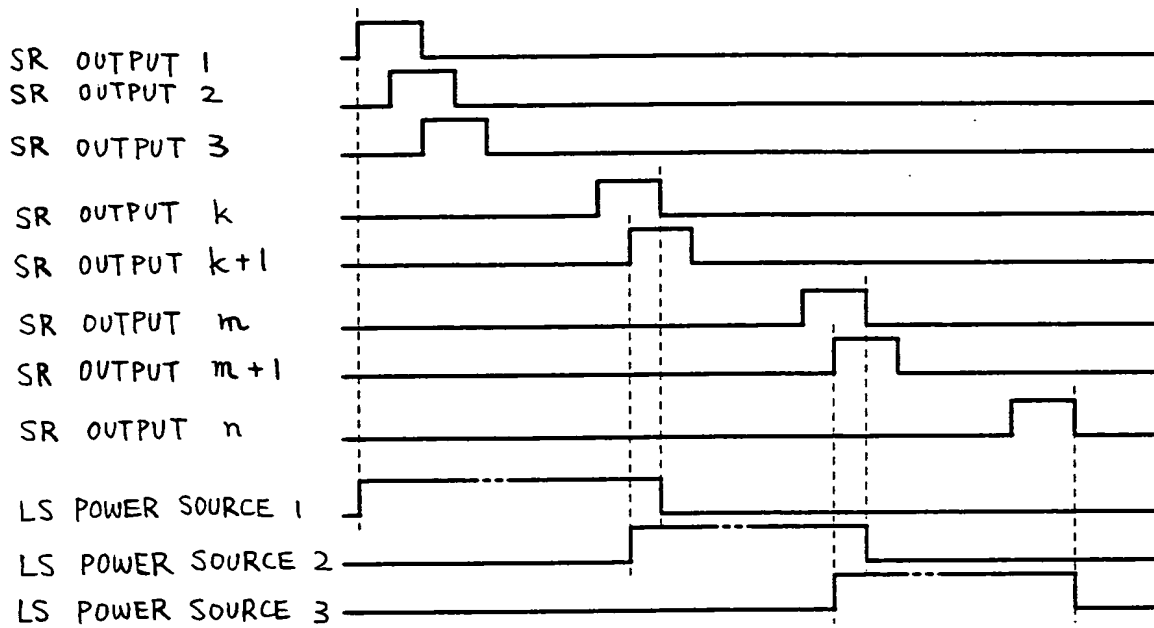 SR OUTPUT 1
SR OUTPUT 2
SR OUTPUT 3
SR OUTPUT k
SR OUTPUT k+1
SR OUTPUT m
SR OUTPUT m+1
SR OUTPUT n
LS POWER SOURCE 1
LS POWER SOURCE 2
LS POWER SOURCE 3